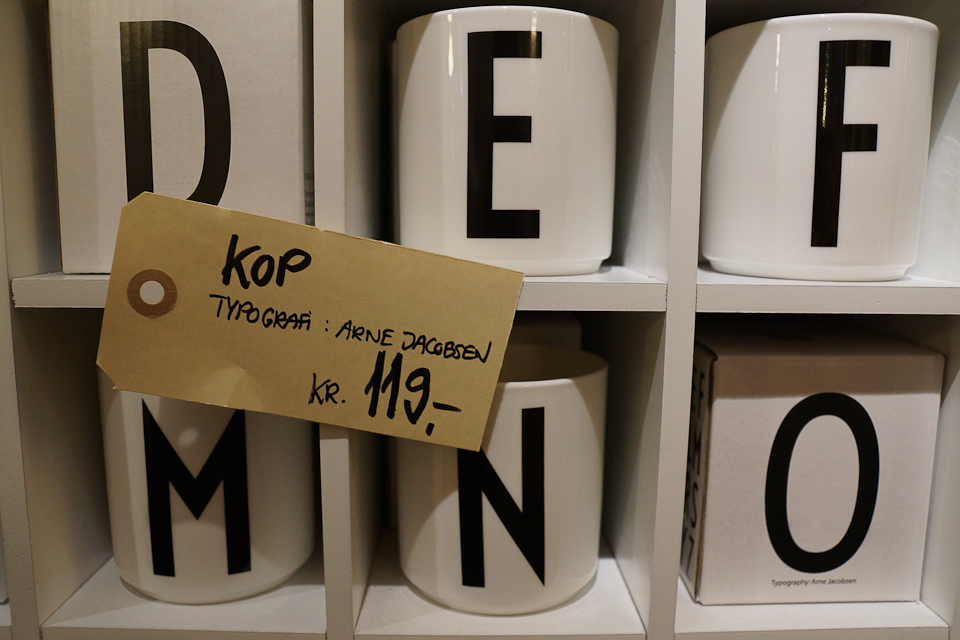 D
E
F
KOP
TYPOGRAFi : ARNE JACOBSEN
KR. 119,-
M
N
O
Typography: Arne Jacobsen